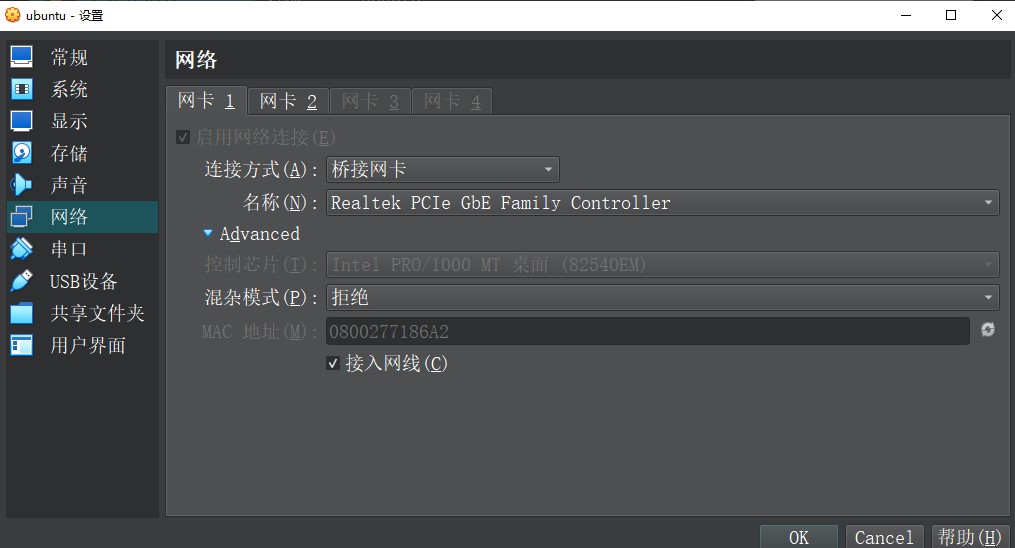 ubuntu - 设置
常规
系统
显示
存储
声音
网络
串口
USB设备
共享文件夹
用户界面
网络
网卡 1 网卡 2 网卡 3 网卡 4
启用网络连接(E)
连接方式(A): 桥接网卡
名称(N): Realtek PCIe GbE Family Controller
Advanced
控制芯片(T): Intel PRO/1000 MT 桌面 (82540EM)
混杂模式(P): 拒绝
MAC 地址(M): 0800277186A2
接入网线(C)
OK Cancel 帮助(H)